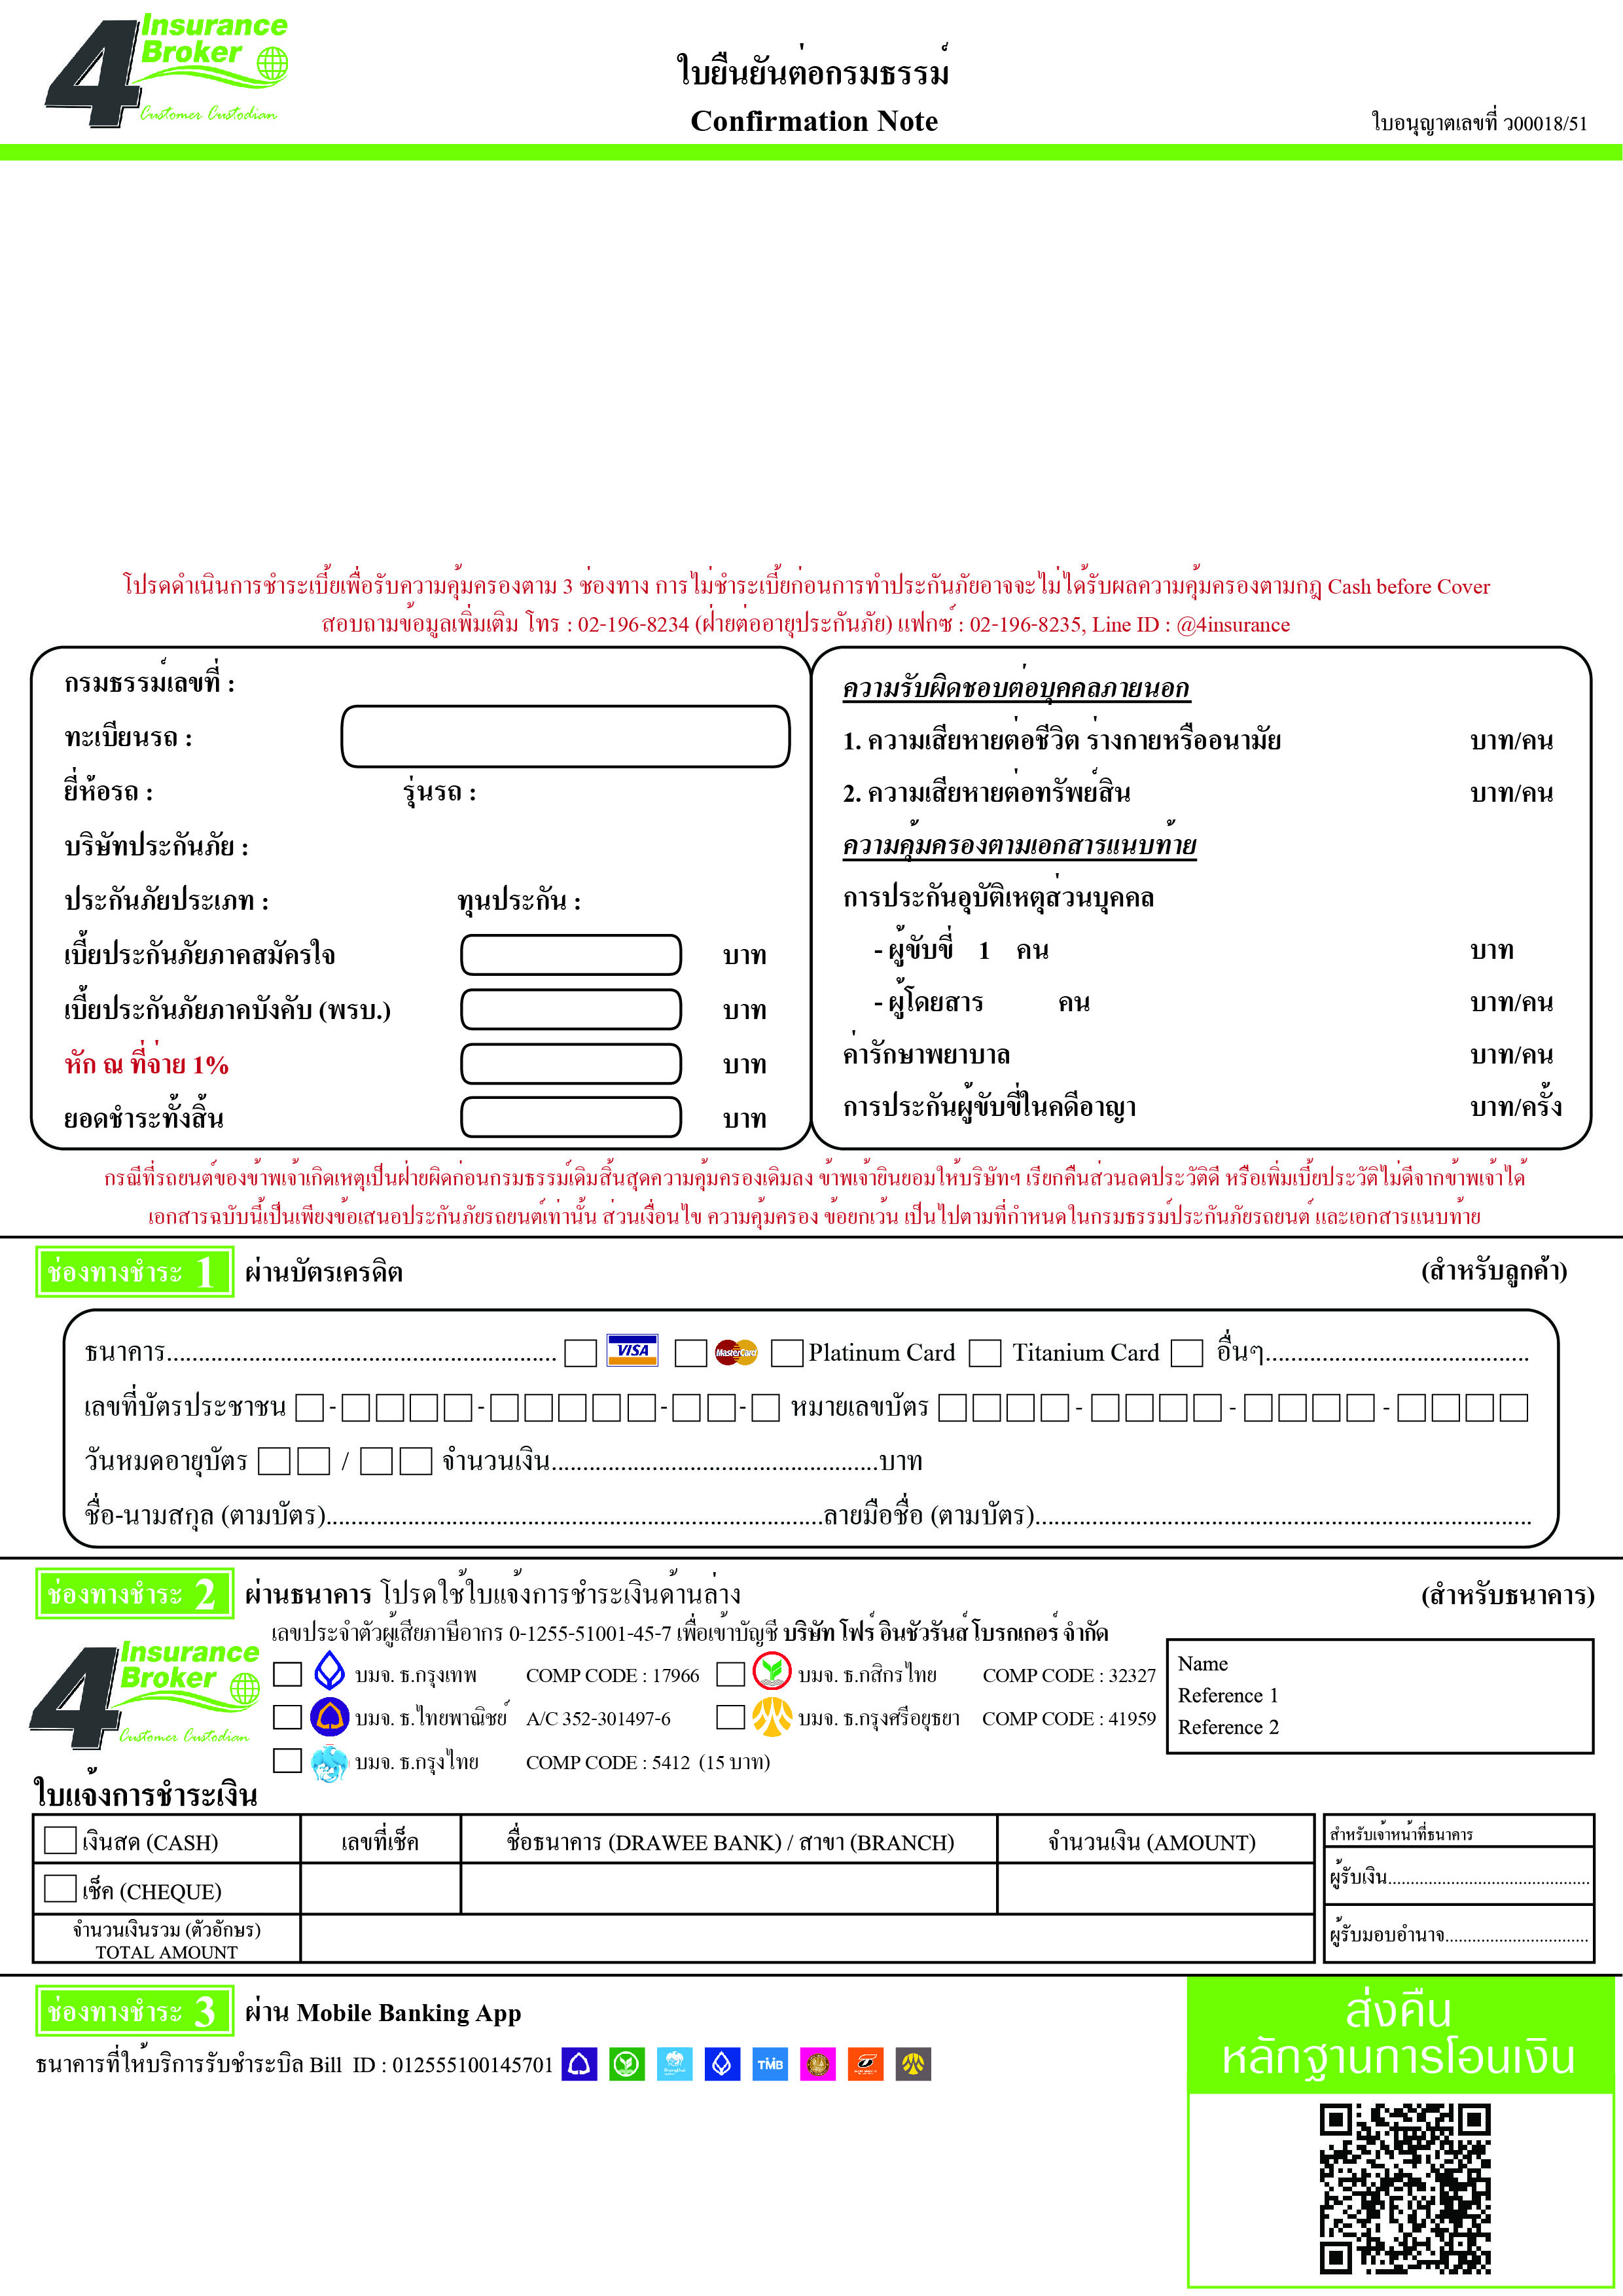 4 Insurance Broker
Customer Custodian
ใบยืนยันต่อกรมธรรม์
Confirmation Note
ใบอนุญาตเลขที่ ว00018/51
โปรดดำเนินการชำระเบี้ยเพื่อรับความคุ้มครองตาม 3 ช่องทาง การไม่ชำระเบี้ยก่อนการทำประกันภัยอาจจะไม่ได้รับผลความคุ้มครองตามกฎ Cash before Cover
สอบถามข้อมูลเพิ่มเติม โทร : 02-196-8234 (ฝ่ายต่ออายุประกันภัย) แฟกซ์ : 02-196-8235, Line ID : @4insurance
กรมธรรม์เลขที่ :
ทะเบียนรถ :
ยี่ห้อรถ : รุ่นรถ :
บริษัทประกันภัย :
ประกันภัยประเภท : ทุนประกัน :
เบี้ยประกันภัยภาคสมัครใจ บาท
เบี้ยประกันภัยภาคบังคับ (พรบ.) บาท
หัก ณ ที่จ่าย 1% บาท
ยอดชำระทั้งสิ้น บาท
ความรับผิดชอบต่อบุคคลภายนอก
1. ความเสียหายต่อชีวิต ร่างกายหรืออนามัย บาท/คน
2. ความเสียหายต่อทรัพย์สิน บาท/คน
ความคุ้มครองตามเอกสารแนบท้าย
การประกันอุบัติเหตุส่วนบุคคล
- ผู้ขับขี่ 1 คน บาท
- ผู้โดยสาร คน บาท/คน
ค่ารักษาพยาบาล บาท/คน
การประกันผู้ขับขี่ในคดีอาญา บาท/ครั้ง
กรณีที่รถยนต์ของข้าพเจ้าเกิดเหตุเป็นฝ่ายผิดก่อนกรมธรรม์เดิมสิ้นสุดความคุ้มครองเดิมลง ข้าพเจ้ายินยอมให้บริษัทฯ เรียกคืนส่วนลดประวัติดี หรือเพิ่มเบี้ยประวัติไม่ดีจากข้าพเจ้าได้
เอกสารฉบับนี้เป็นเพียงข้อเสนอประกันภัยรถยนต์เท่านั้น ส่วนเงื่อนไข ความคุ้มครอง ข้อยกเว้น เป็นไปตามที่กำหนดในกรมธรรม์ประกันภัยรถยนต์ และเอกสารแนบท้าย
ช่องทางชำระ 1 ผ่านบัตรเครดิต (สำหรับลูกค้า)
ธนาคาร.............................................................. VISA MasterCard Platinum Card Titanium Card อื่นๆ..........................................
เลขที่บัตรประชาชน - - - - หมายเลขบัตร - - -
วันหมดอายุบัตร / จำนวนเงิน....................................................บาท
ชื่อ-นามสกุล (ตามบัตร)...............................................................................ลายมือชื่อ (ตามบัตร)...............................................................................
ช่องทางชำระ 2 ผ่านธนาคาร โปรดใช้ใบแจ้งการชำระเงินด้านล่าง (สำหรับธนาคาร)
4 Insurance Broker
Customer Custodian
เลขประจำตัวผู้เสียภาษีอากร 0-1255-51001-45-7 เพื่อเข้าบัญชี บริษัท โฟร์ อินชัวรันส์ โบรกเกอร์ จำกัด
บมจ. ธ.กรุงเทพ COMP CODE : 17966 บมจ. ธ.กสิกรไทย COMP CODE : 32327
บมจ. ธ.ไทยพาณิชย์ A/C 352-301497-6 บมจ. ธ.กรุงศรีอยุธยา COMP CODE : 41959
บมจ. ธ.กรุงไทย COMP CODE : 5412 (15 บาท)
Name
Reference 1
Reference 2
ใบแจ้งการชำระเงิน
เงินสด (CASH) เลขที่เช็ค ชื่อธนาคาร (DRAWEE BANK) / สาขา (BRANCH) จำนวนเงิน (AMOUNT)
เช็ค (CHEQUE)
จำนวนเงินรวม (ตัวอักษร)
TOTAL AMOUNT
สำหรับเจ้าหน้าที่ธนาคาร
ผู้รับเงิน.............................................
ผู้รับมอบอำนาจ................................
ช่องทางชำระ 3 ผ่าน Mobile Banking App
ธนาคารที่ให้บริการรับชำระบิล Bill ID : 012555100145701 TMB
ส่งคืน
หลักฐานการโอนเงิน